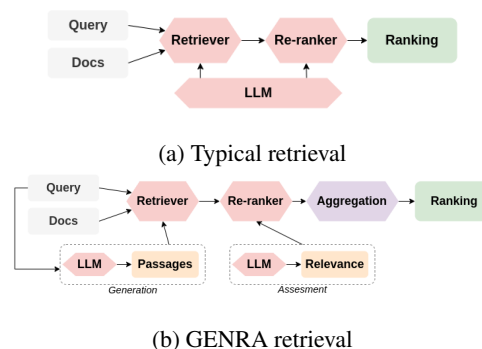 Query
Docs
Retriever
Re-ranker
Ranking
LLM
(a) Typical retrieval
Query
Docs
Retriever
Re-ranker
Aggregation
Ranking
LLM
Passages
Generation
LLM
Relevance
Assesment
(b) GENRA retrieval